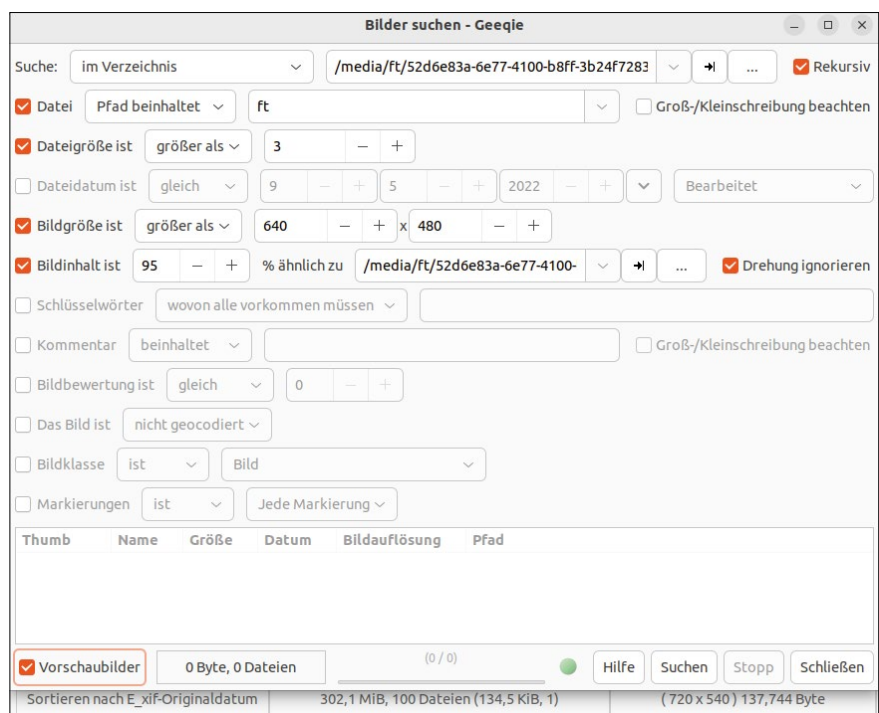 Bilder suchen - Geeqie
Suche: im Verzeichnis /media/ft/52d6e83a-6e77-4100-b8ff-3b24f7283 ... Rekursiv
Datei Pfad beinhaltet ft Groß-/Kleinschreibung beachten
Dateigröße ist größer als 3 − +
Dateidatum ist gleich 9 − + 5 − + 2022 − + Bearbeitet
Bildgröße ist größer als 640 − + x 480 − +
Bildinhalt ist 95 − + % ähnlich zu /media/ft/52d6e83a-6e77-4100- ... Drehung ignorieren
Schlüsselwörter wovon alle vorkommen müssen
Kommentar beinhaltet Groß-/Kleinschreibung beachten
Bildbewertung ist gleich 0 − +
Das Bild ist nicht geocodiert
Bildklasse ist Bild
Markierungen ist Jede Markierung
Thumb Name Größe Datum Bildauflösung Pfad
Vorschaubilder 0 Byte, 0 Dateien (0 / 0) Hilfe Suchen Stopp Schließen
Sortieren nach E_xif-Originaldatum 302,1 MiB, 100 Dateien (134,5 KiB, 1) (720 x 540) 137,744 Byte